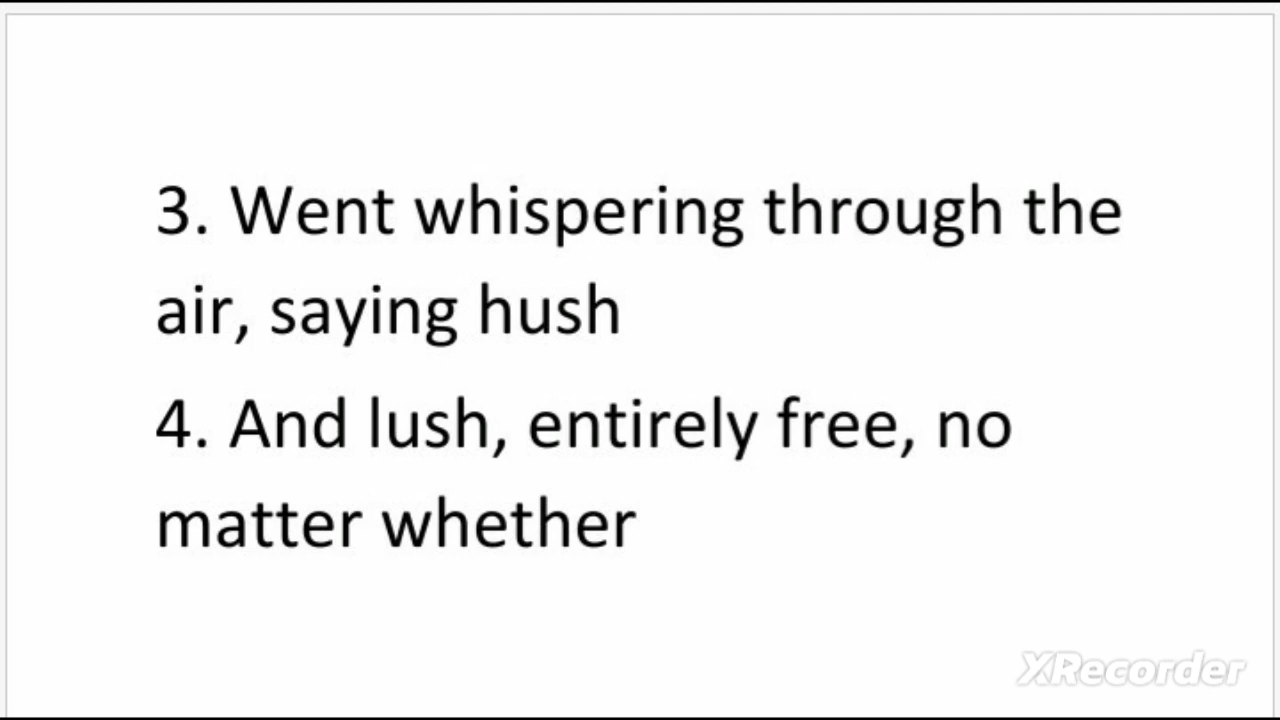 3. Went whispering through the
air, saying hush
4. And lush, entirely free, no
matter whether
XRecorder